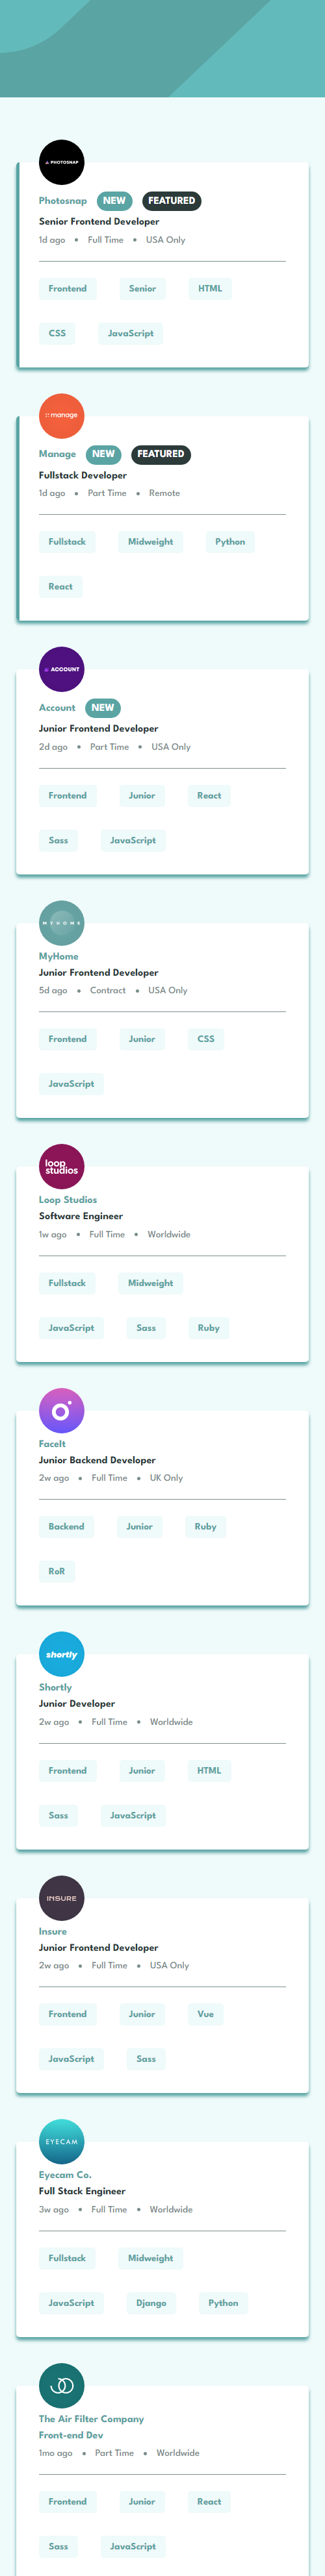 PHOTOSNAP
Photosnap NEW FEATURED
Senior Frontend Developer
1d ago • Full Time • USA Only
Frontend Senior HTML
CSS JavaScript
manage
Manage NEW FEATURED
Fullstack Developer
1d ago • Part Time • Remote
Fullstack Midweight Python
React
ACCOUNT
Account NEW
Junior Frontend Developer
2d ago • Part Time • USA Only
Frontend Junior React
Sass JavaScript
MYHOME
MyHome
Junior Frontend Developer
5d ago • Contract • USA Only
Frontend Junior CSS
JavaScript
loop
studios
Loop Studios
Software Engineer
1w ago • Full Time • Worldwide
Fullstack Midweight
JavaScript Sass Ruby
FaceIt
Junior Backend Developer
2w ago • Full Time • UK Only
Backend Junior Ruby
RoR
shortly
Shortly
Junior Developer
2w ago • Full Time • Worldwide
Frontend Junior HTML
Sass JavaScript
INSURE
Insure
Junior Frontend Developer
2w ago • Full Time • USA Only
Frontend Junior Vue
JavaScript Sass
EYECAM
Eyecam Co.
Full Stack Engineer
3w ago • Full Time • Worldwide
Fullstack Midweight
JavaScript Django Python
The Air Filter Company
Front-end Dev
1mo ago • Part Time • Worldwide
Frontend Junior React
Sass JavaScript